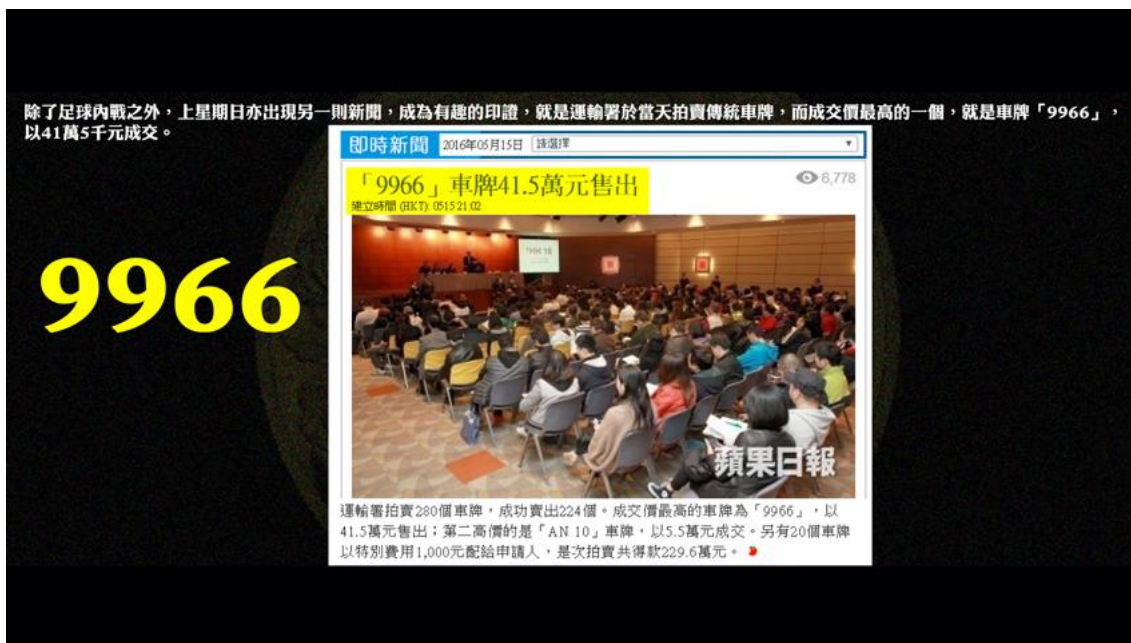 除了足球內戰之外，上星期日亦出現另一則新聞，成為有趣的印證，就是運輸署於當天拍賣傳統車牌，而成交價最高的一個，就是車牌「9966」，
以41萬5千元成交。
即時新聞 2016年05月15日 請選擇
「9966」車牌41.5萬元售出
6,778
建立時間 (HKT): 0515 21:02
9966
"HH 18
蘋果日報
運輸署拍賣280個車牌，成功賣出224個。成交價最高的車牌為「9966」，以
41.5萬元售出；第二高價的是「AN 10」車牌，以5.5萬元成交。另有20個車牌
以特別費用1,000元配給申請人，是次拍賣共得款229.6萬元。